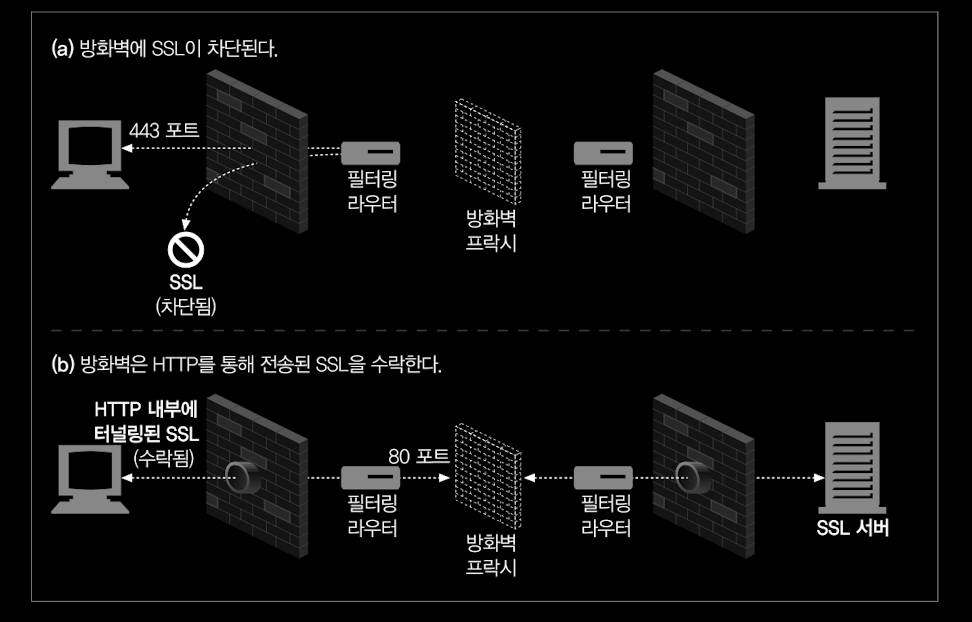 (a) 방화벽에 SSL이 차단된다.
443 포트
필터링
라우터
방화벽
프락시
필터링
라우터
SSL
(차단됨)
(b) 방화벽은 HTTP를 통해 전송된 SSL을 수락한다.
HTTP 내부에
터널링된 SSL
(수락됨)
80 포트
필터링
라우터
방화벽
프락시
필터링
라우터
SSL 서버